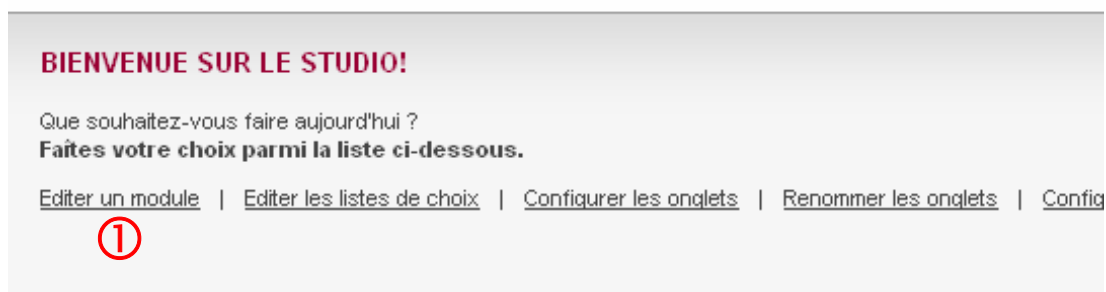 BIENVENUE SUR LE STUDIO!
Que souhaitez-vous faire aujourd'hui ?
Faites votre choix parmi la liste ci-dessous.
Editer un module | Editer les listes de choix | Configurer les onglets | Renommer les onglets | Config
①